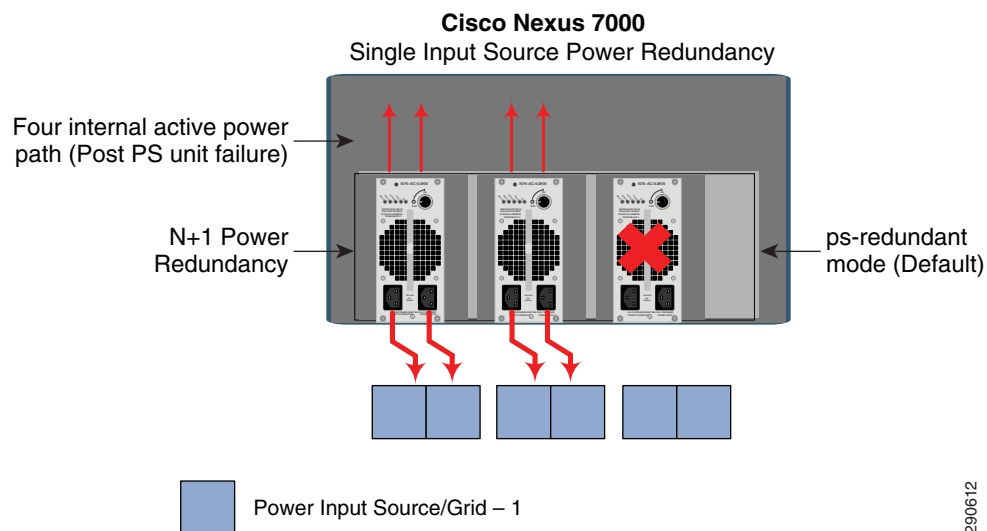 Cisco Nexus 7000
Single Input Source Power Redundancy
Four internal active power
path (Post PS unit failure)
N+1 Power
Redundancy
ps-redundant
mode (Default)
Power Input Source/Grid – 1
290612